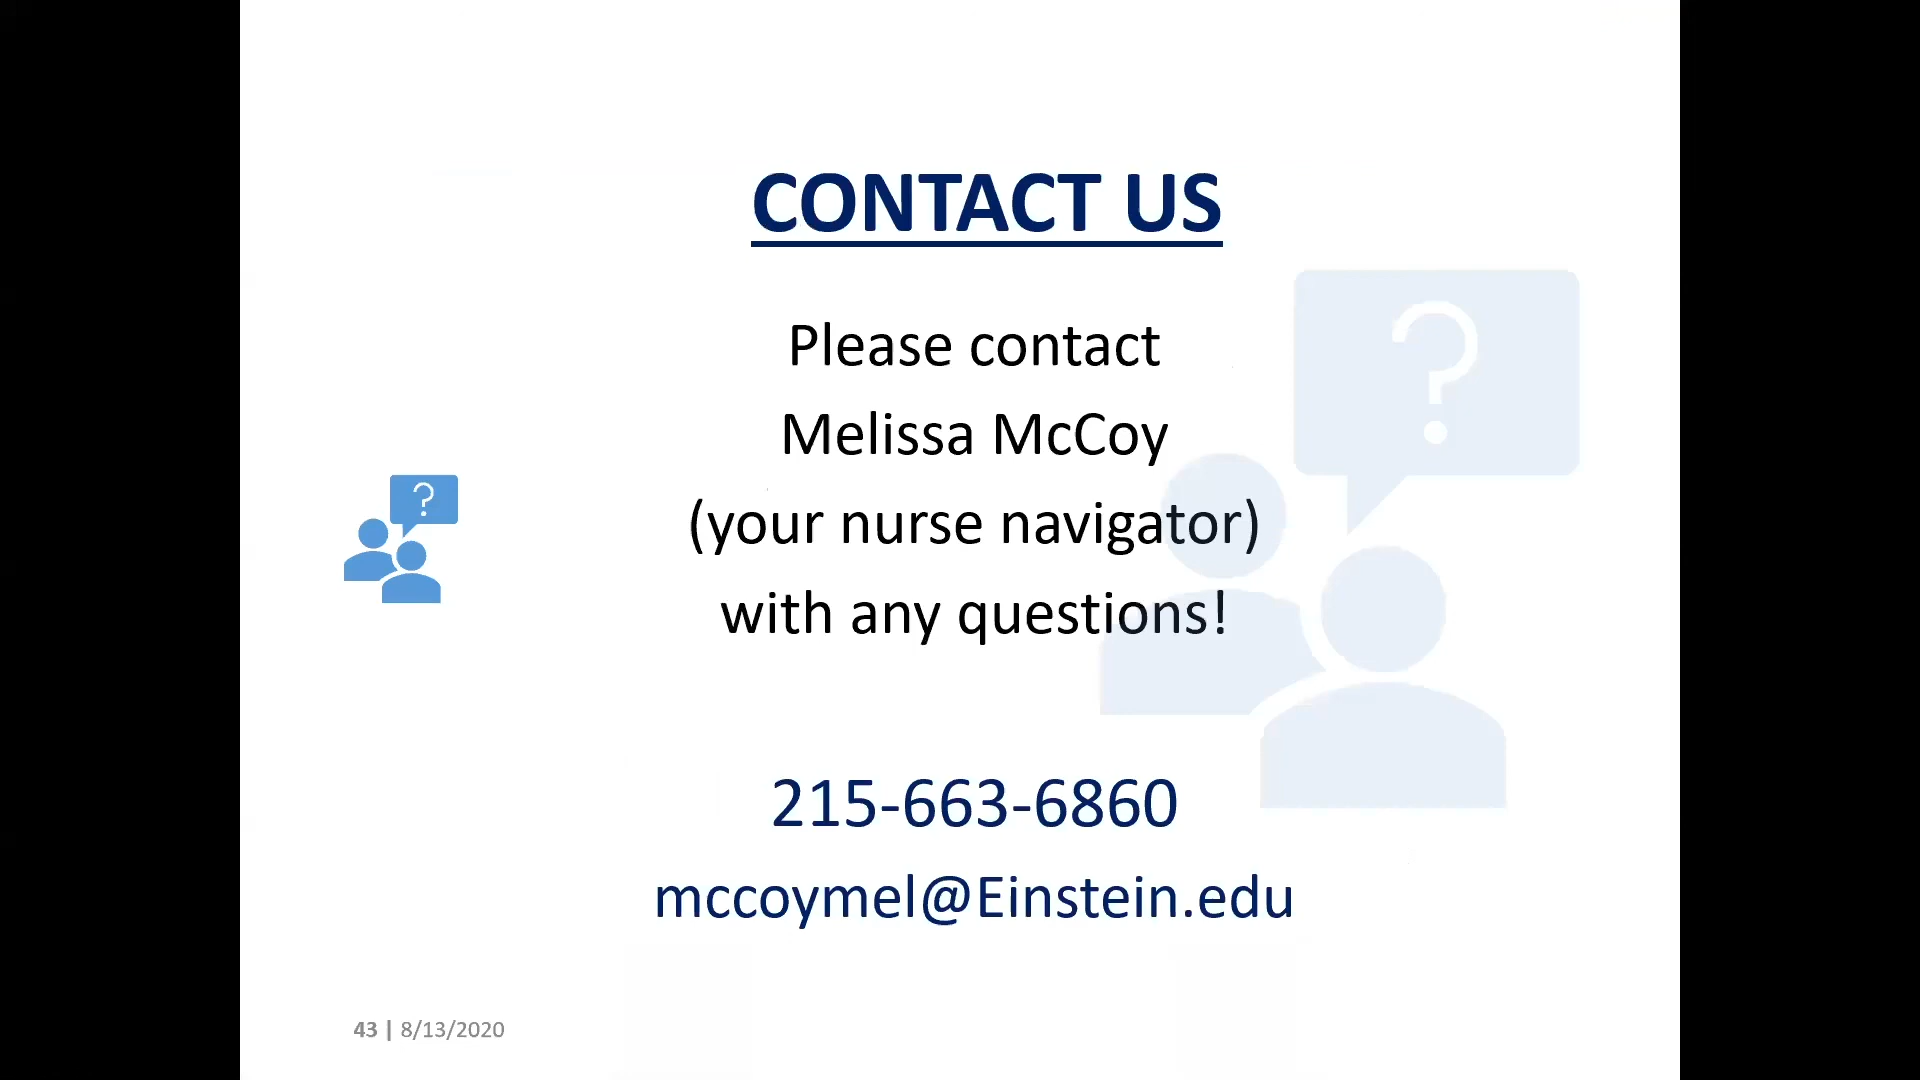 CONTACT US
?
Please contact
Melissa McCoy
(your nurse navigator)
with any questions!
?
215-663-6860
mccoymel@Einstein.edu
43 | 8/13/2020